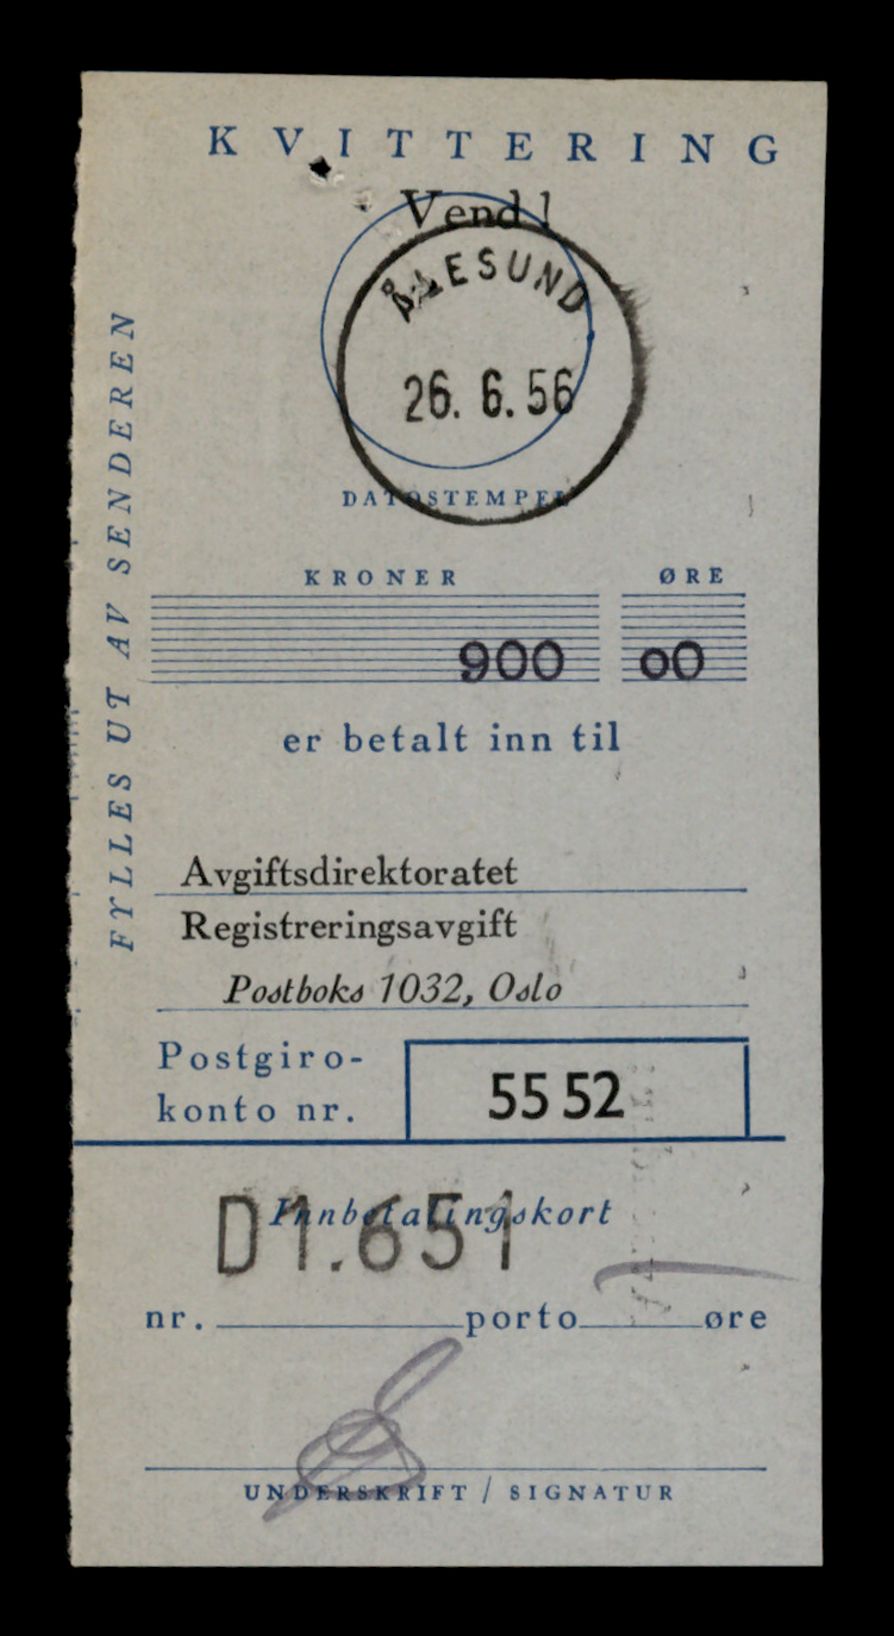 KVITTERING
Vend!
ÅLESUND
26. 6. 56
DATOSTEMPEL
FYLLES UT AV SENDEREN
KRONER ØRE
900 00
er betalt inn til
Avgiftsdirektoratet
Registreringsavgift
Postboks 1032, Oslo
Postgiro-
konto nr. 55 52
Innbetalingskort
D1.651
nr. porto øre
UNDERSKRIFT / SIGNATUR